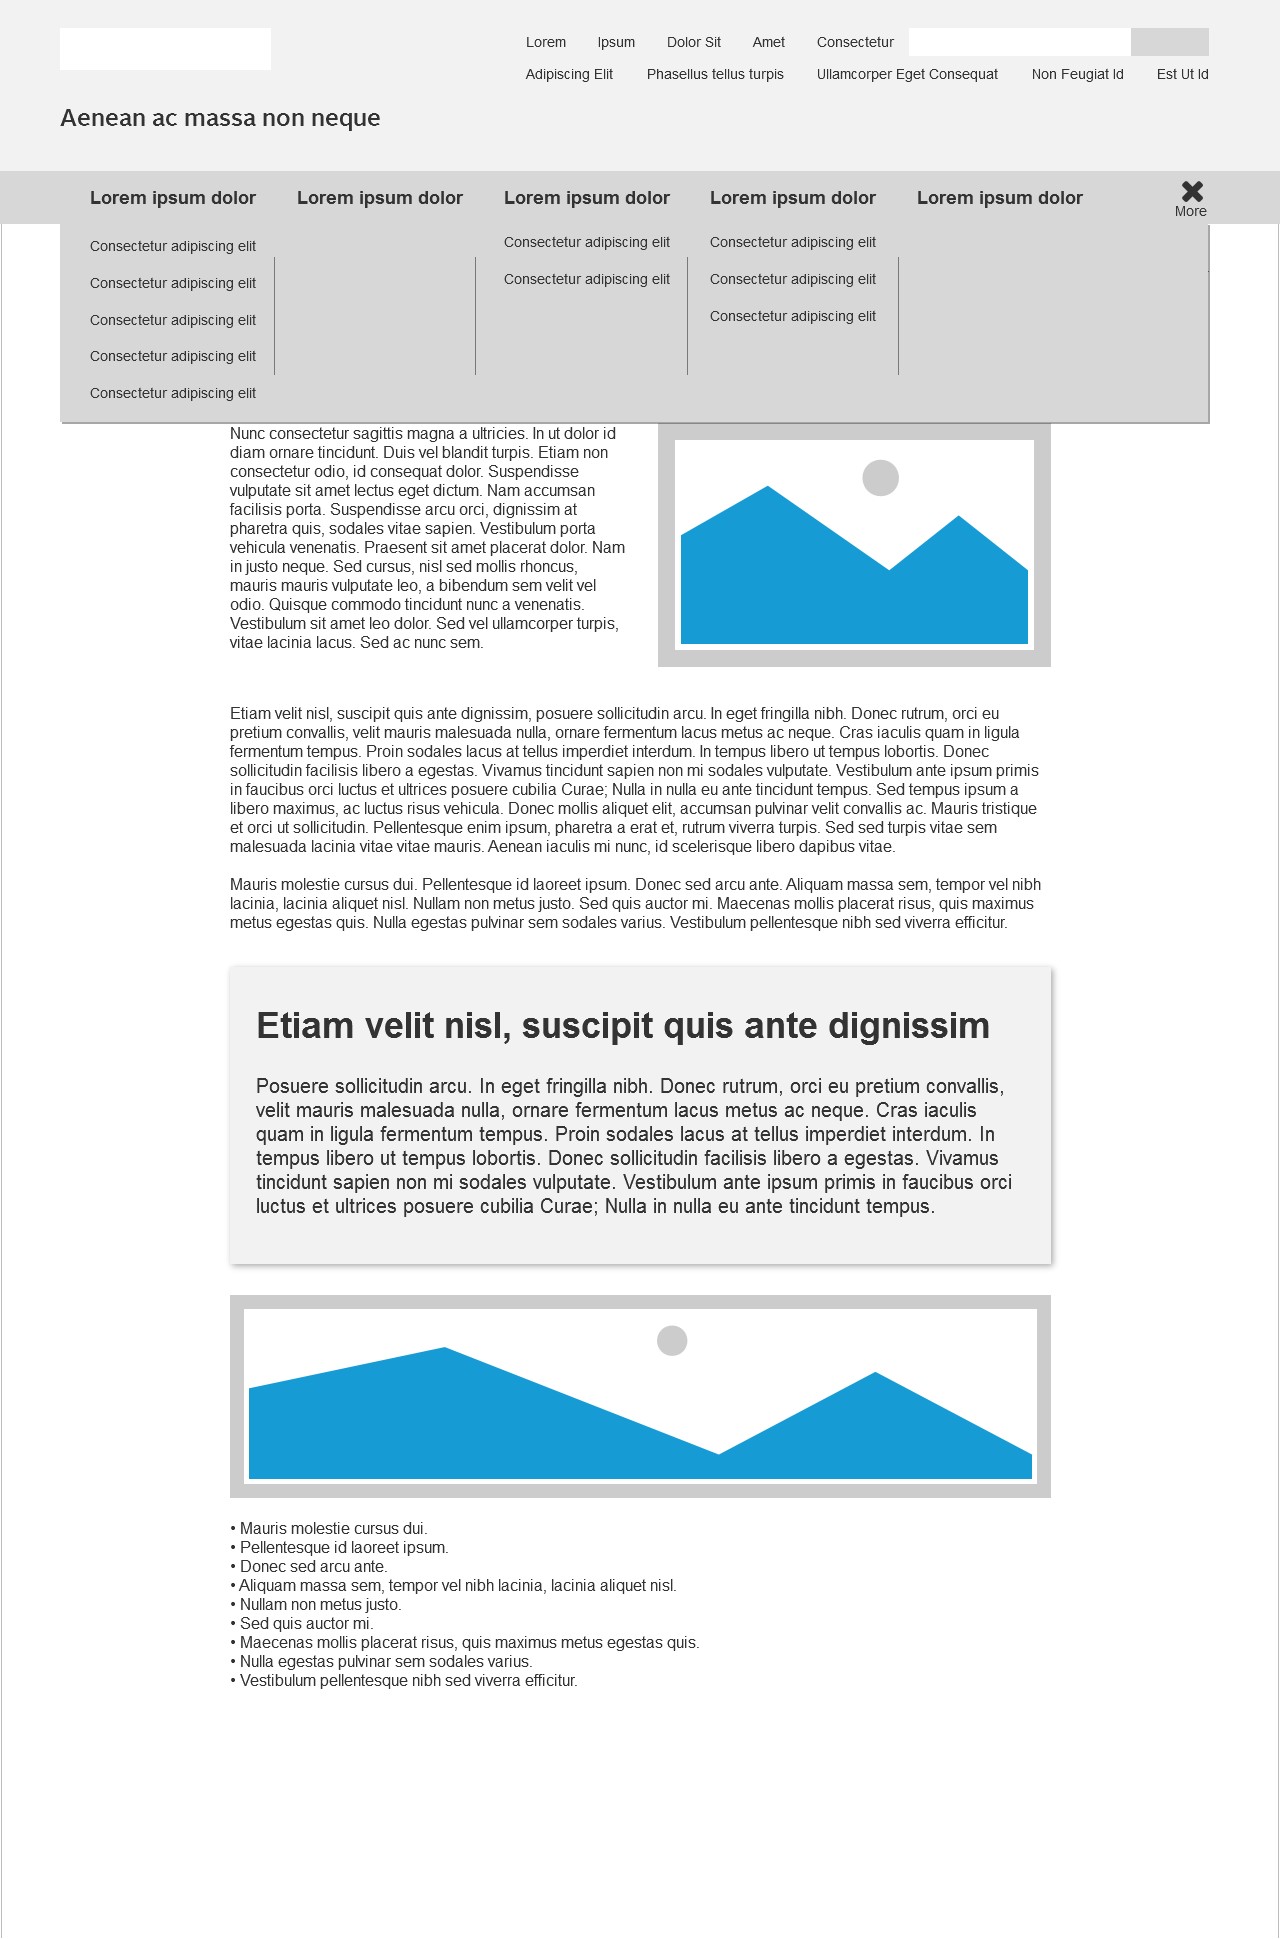 Lorem Ipsum Dolor Sit Amet Consectetur
Adipiscing Elit Phasellus tellus turpis Ullamcorper Eget Consequat Non Feugiat Id Est Ut Id
Aenean ac massa non neque
Lorem ipsum dolor Lorem ipsum dolor Lorem ipsum dolor Lorem ipsum dolor Lorem ipsum dolor
More
Consectetur adipiscing elit Consectetur adipiscing elit Consectetur adipiscing elit
Consectetur adipiscing elit Consectetur adipiscing elit Consectetur adipiscing elit
Consectetur adipiscing elit Consectetur adipiscing elit
Consectetur adipiscing elit
Consectetur adipiscing elit
Nunc consectetur sagittis magna a ultricies. In ut dolor id
diam ornare tincidunt. Duis vel blandit turpis. Etiam non
consectetur odio, id consequat dolor. Suspendisse
vulputate sit amet lectus eget dictum. Nam accumsan
facilisis porta. Suspendisse arcu orci, dignissim at
pharetra quis, sodales vitae sapien. Vestibulum porta
vehicula venenatis. Praesent sit amet placerat dolor. Nam
in justo neque. Sed cursus, nisl sed mollis rhoncus,
mauris mauris vulputate leo, a bibendum sem velit vel
odio. Quisque commodo tincidunt nunc a venenatis.
Vestibulum sit amet leo dolor. Sed vel ullamcorper turpis,
vitae lacinia lacus. Sed ac nunc sem.
Etiam velit nisl, suscipit quis ante dignissim, posuere sollicitudin arcu. In eget fringilla nibh. Donec rutrum, orci eu
pretium convallis, velit mauris malesuada nulla, ornare fermentum lacus metus ac neque. Cras iaculis quam in ligula
fermentum tempus. Proin sodales lacus at tellus imperdiet interdum. In tempus libero ut tempus lobortis. Donec
sollicitudin facilisis libero a egestas. Vivamus tincidunt sapien non mi sodales vulputate. Vestibulum ante ipsum primis
in faucibus orci luctus et ultrices posuere cubilia Curae; Nulla in nulla eu ante tincidunt tempus. Sed tempus ipsum a
libero maximus, ac luctus risus vehicula. Donec mollis aliquet elit, accumsan pulvinar velit convallis ac. Mauris tristique
et orci ut sollicitudin. Pellentesque enim ipsum, pharetra a erat et, rutrum viverra turpis. Sed sed turpis vitae sem
malesuada lacinia vitae vitae mauris. Aenean iaculis mi nunc, id scelerisque libero dapibus vitae.
Mauris molestie cursus dui. Pellentesque id laoreet ipsum. Donec sed arcu ante. Aliquam massa sem, tempor vel nibh
lacinia, lacinia aliquet nisl. Nullam non metus justo. Sed quis auctor mi. Maecenas mollis placerat risus, quis maximus
metus egestas quis. Nulla egestas pulvinar sem sodales varius. Vestibulum pellentesque nibh sed viverra efficitur.
Etiam velit nisl, suscipit quis ante dignissim
Posuere sollicitudin arcu. In eget fringilla nibh. Donec rutrum, orci eu pretium convallis,
velit mauris malesuada nulla, ornare fermentum lacus metus ac neque. Cras iaculis
quam in ligula fermentum tempus. Proin sodales lacus at tellus imperdiet interdum. In
tempus libero ut tempus lobortis. Donec sollicitudin facilisis libero a egestas. Vivamus
tincidunt sapien non mi sodales vulputate. Vestibulum ante ipsum primis in faucibus orci
luctus et ultrices posuere cubilia Curae; Nulla in nulla eu ante tincidunt tempus.
• Mauris molestie cursus dui.
• Pellentesque id laoreet ipsum.
• Donec sed arcu ante.
• Aliquam massa sem, tempor vel nibh lacinia, lacinia aliquet nisl.
• Nullam non metus justo.
• Sed quis auctor mi.
• Maecenas mollis placerat risus, quis maximus metus egestas quis.
• Nulla egestas pulvinar sem sodales varius.
• Vestibulum pellentesque nibh sed viverra efficitur.